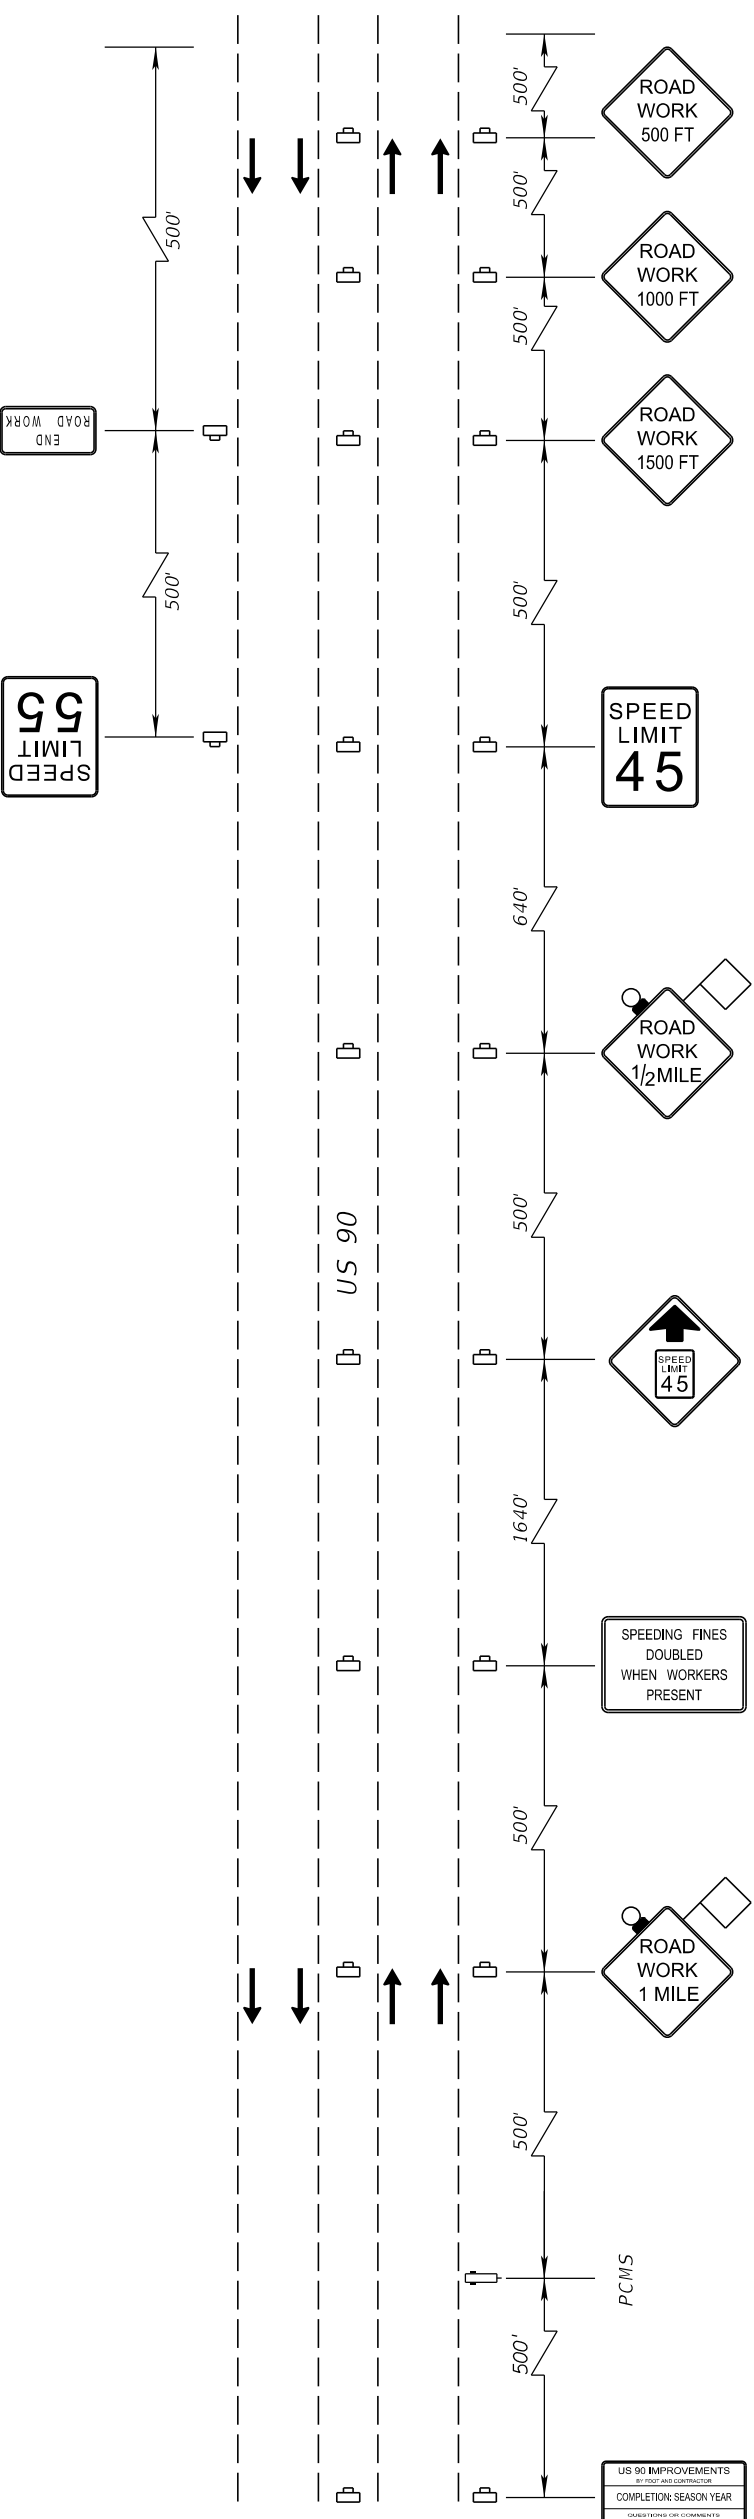 500'
ROAD
WORK
500 FT
500'
500'
ROAD
WORK
1000 FT
500'
END
ROAD WORK
ROAD
WORK
1500 FT
500'
500'
SPEED
LIMIT
55
SPEED
LIMIT
45
640'
ROAD
WORK
1/2 MILE
500'
US 90
SPEED
LIMIT
45
1640'
SPEEDING FINES
DOUBLED
WHEN WORKERS
PRESENT
500'
ROAD
WORK
1 MILE
500'
PCMS
500'
US 90 IMPROVEMENTS
BY FDOT AND CONTRACTOR
COMPLETION: SEASON YEAR
QUESTIONS OR COMMENTS